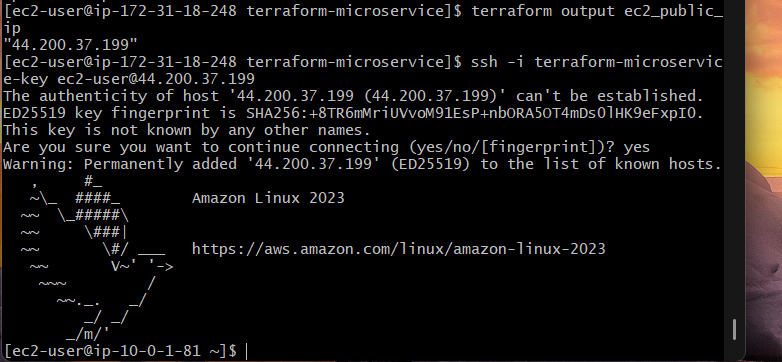 [ec2-user@ip-172-31-18-248 terraform-microservice]$ terraform output ec2_public_
ip
"44.200.37.199"
[ec2-user@ip-172-31-18-248 terraform-microservice]$ ssh -i terraform-microservic
e-key ec2-user@44.200.37.199
The authenticity of host '44.200.37.199 (44.200.37.199)' can't be established.
ED25519 key fingerprint is SHA256:+8TR6mMriUVvoM91EsP+nbORA5OT4mDsOlHK9eFxpI0.
This key is not known by any other names.
Are you sure you want to continue connecting (yes/no/[fingerprint])? yes
Warning: Permanently added '44.200.37.199' (ED25519) to the list of known hosts.
   ,     #_
   ~\_  ####_        Amazon Linux 2023
  ~~  \_#####\
  ~~     \###|
  ~~       \#/ ___   https://aws.amazon.com/linux/amazon-linux-2023
   ~~       V~' '->
    ~~~         /
      ~~._.   _/
         _/ _/
       _/m/'
[ec2-user@ip-10-0-1-81 ~]$